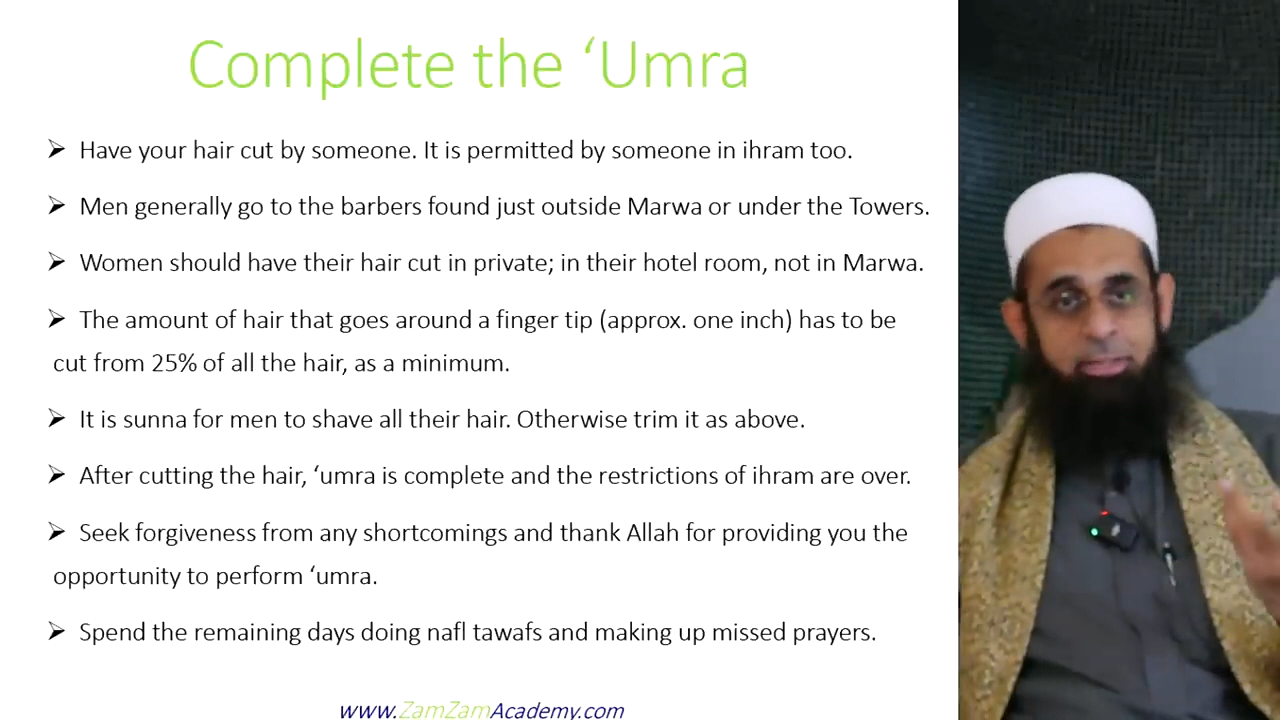 Complete the ‘Umra
➢ Have your hair cut by someone. It is permitted by someone in ihram too.
➢ Men generally go to the barbers found just outside Marwa or under the Towers.
➢ Women should have their hair cut in private; in their hotel room, not in Marwa.
➢ The amount of hair that goes around a finger tip (approx. one inch) has to be
cut from 25% of all the hair, as a minimum.
➢ It is sunna for men to shave all their hair. Otherwise trim it as above.
➢ After cutting the hair, ‘umra is complete and the restrictions of ihram are over.
➢ Seek forgiveness from any shortcomings and thank Allah for providing you the
opportunity to perform ‘umra.
➢ Spend the remaining days doing nafl tawafs and making up missed prayers.
www.ZamZamAcademy.com